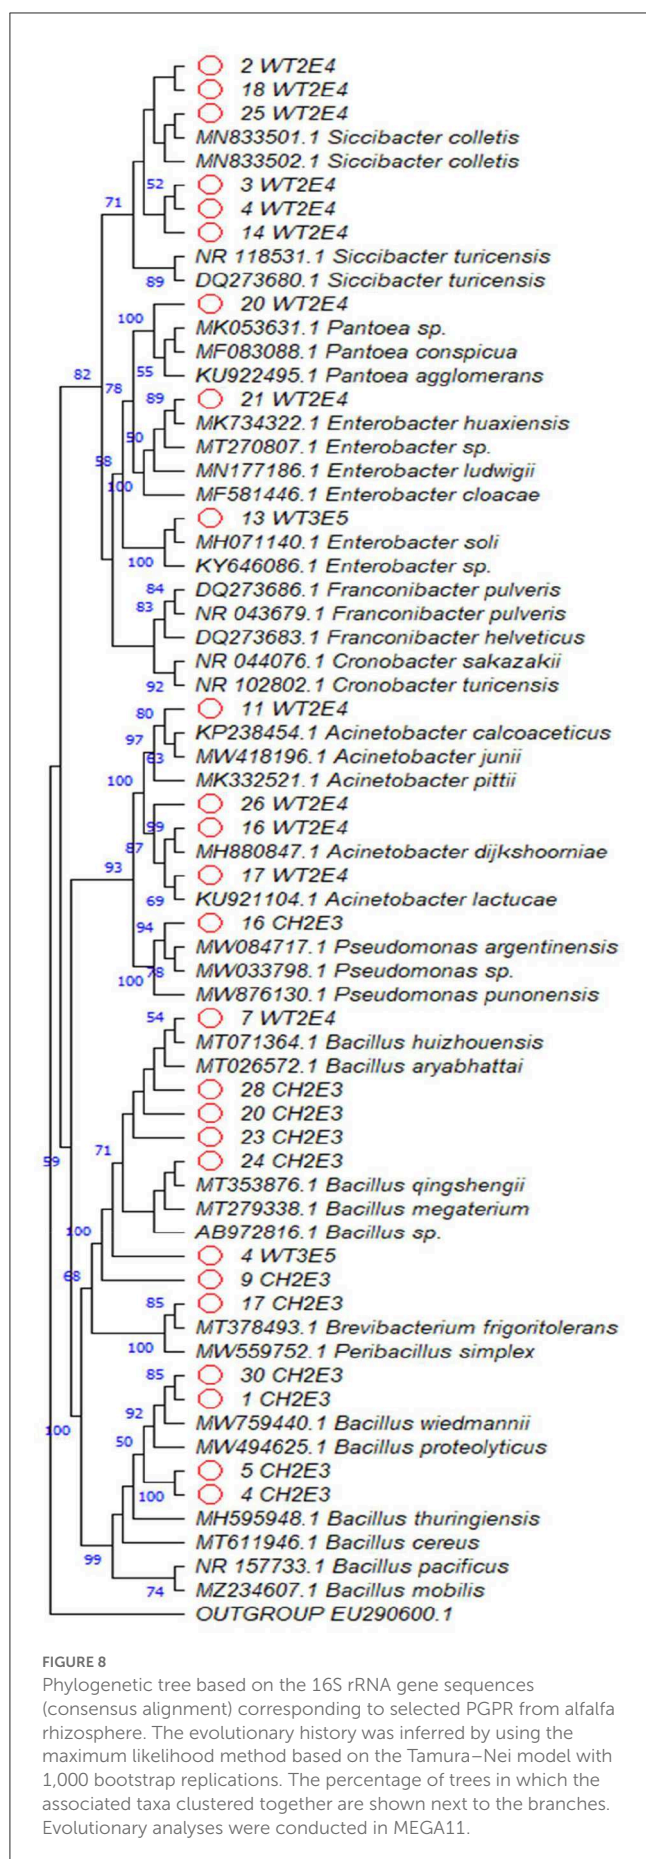 2 WT2E4
18 WT2E4
25 WT2E4
MN833501.1 Siccibacter colletis
MN833502.1 Siccibacter colletis
52
3 WT2E4
71
4 WT2E4
14 WT2E4
NR 118531.1 Siccibacter turicensis
89
DQ273680.1 Siccibacter turicensis
20 WT2E4
100
MK053631.1 Pantoea sp.
MF083088.1 Pantoea conspicua
82
55
KU922495.1 Pantoea agglomerans
78
89
21 WT2E4
MK734322.1 Enterobacter huaxiensis
50
MT270807.1 Enterobacter sp.
58
MN177186.1 Enterobacter ludwigii
100
MF581446.1 Enterobacter cloacae
13 WT3E5
MH071140.1 Enterobacter soli
100
KY646086.1 Enterobacter sp.
84
DQ273686.1 Franconibacter pulveris
83
NR 043679.1 Franconibacter pulveris
DQ273683.1 Franconibacter helveticus
NR 044076.1 Cronobacter sakazakii
92
NR 102802.1 Cronobacter turicensis
80
11 WT2E4
97
KP238454.1 Acinetobacter calcoaceticus
63
MW418196.1 Acinetobacter junii
100
MK332521.1 Acinetobacter pittii
26 WT2E4
99
16 WT2E4
87
MH880847.1 Acinetobacter dijkshoorniae
93
17 WT2E4
69
KU921104.1 Acinetobacter lactucae
94
16 CH2E3
MW084717.1 Pseudomonas argentinensis
78
MW033798.1 Pseudomonas sp.
100
MW876130.1 Pseudomonas punonensis
54
7 WT2E4
MT071364.1 Bacillus huizhouensis
MT026572.1 Bacillus aryabhattai
28 CH2E3
20 CH2E3
23 CH2E3
71
59
24 CH2E3
MT353876.1 Bacillus qingshengii
MT279338.1 Bacillus megaterium
100
AB972816.1 Bacillus sp.
4 WT3E5
68
9 CH2E3
85
17 CH2E3
MT378493.1 Brevibacterium frigoritolerans
100
MW559752.1 Peribacillus simplex
85
30 CH2E3
1 CH2E3
92
MW759440.1 Bacillus wiedmannii
100
50
MW494625.1 Bacillus proteolyticus
5 CH2E3
100
4 CH2E3
MH595948.1 Bacillus thuringiensis
MT611946.1 Bacillus cereus
99
NR 157733.1 Bacillus pacificus
74
MZ234607.1 Bacillus mobilis
OUTGROUP EU290600.1
FIGURE 8
Phylogenetic tree based on the 16S rRNA gene sequences
(consensus alignment) corresponding to selected PGPR from alfalfa
rhizosphere. The evolutionary history was inferred by using the
maximum likelihood method based on the Tamura–Nei model with
1,000 bootstrap replications. The percentage of trees in which the
associated taxa clustered together are shown next to the branches.
Evolutionary analyses were conducted in MEGA11.